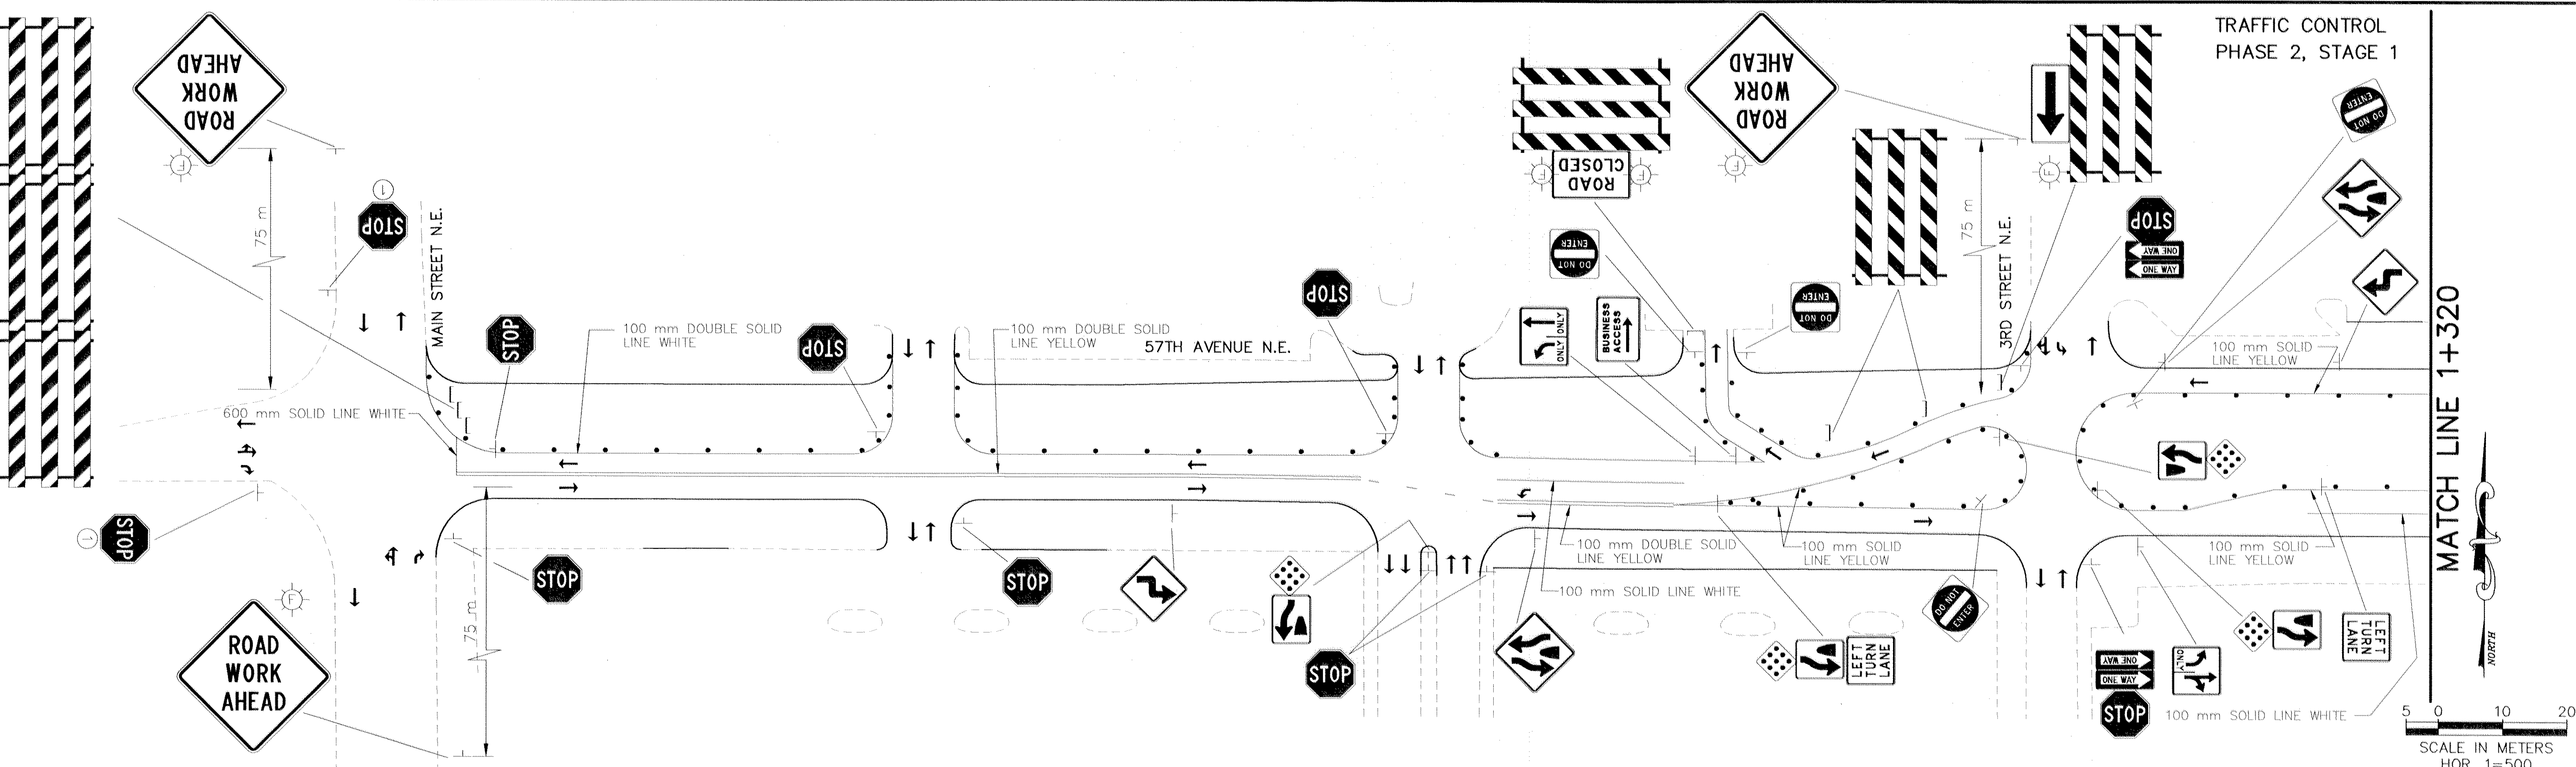 TRAFFIC CONTROL
PHASE 2, STAGE 1
ROAD
WORK
AHEAD
F
75 m
1
STOP
MAIN STREET N.E.
STOP
100 mm DOUBLE SOLID
LINE WHITE
STOP
100 mm DOUBLE SOLID
LINE YELLOW
57TH AVENUE N.E.
STOP
ROAD
CLOSED
F
F
DO NOT
ENTER
ONLY
ONLY
BUSINESS
ACCESS
ROAD
WORK
AHEAD
F
DO NOT
ENTER
75 m
3RD STREET N.E.
F
STOP
ONE WAY
ONE WAY
DO NOT
ENTER
100 mm SOLID
LINE YELLOW
MATCH LINE 1+320
600 mm SOLID LINE WHITE
1
STOP
F
ROAD
WORK
AHEAD
75 m
STOP
STOP
STOP
100 mm DOUBLE SOLID
LINE YELLOW
100 mm SOLID LINE WHITE
100 mm SOLID
LINE YELLOW
LEFT
TURN
LANE
DO NOT
ENTER
ONE WAY
ONE WAY
STOP
ONLY
100 mm SOLID
LINE YELLOW
LEFT
TURN
LANE
100 mm SOLID LINE WHITE
NORTH
5 0 10 20
SCALE IN METERS
HOR. 1=500